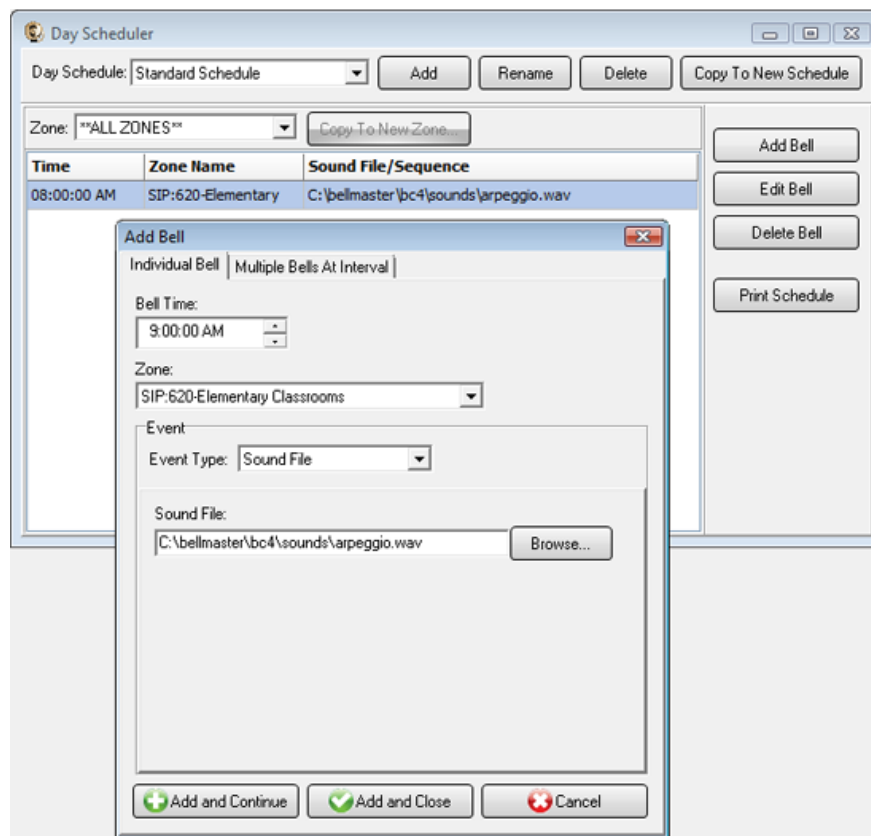 Day Scheduler
Day Schedule: Standard Schedule Add Rename Delete Copy To New Schedule
Zone: **ALL ZONES** Copy To New Zone...
Add Bell
Edit Bell
Delete Bell
Print Schedule
Time Zone Name Sound File/Sequence
08:00:00 AM SIP:620-Elementary C:\bellmaster\bc4\sounds\arpeggio.wav
Add Bell
Individual Bell Multiple Bells At Interval
Bell Time:
9:00:00 AM
Zone:
SIP:620-Elementary Classrooms
Event
Event Type: Sound File
Sound File:
C:\bellmaster\bc4\sounds\arpeggio.wav Browse...
Add and Continue Add and Close Cancel